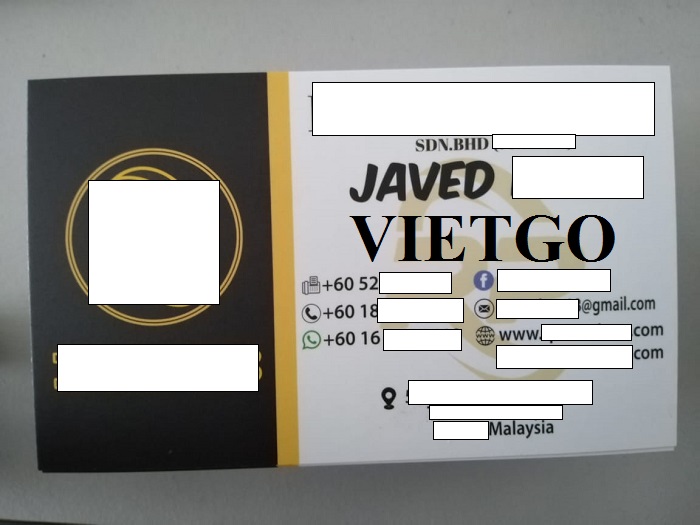 SDN.BHD
JAVED
VIETGO
+60 52
+60 18
@gmail.com
+60 16
www.
com
com
Malaysia